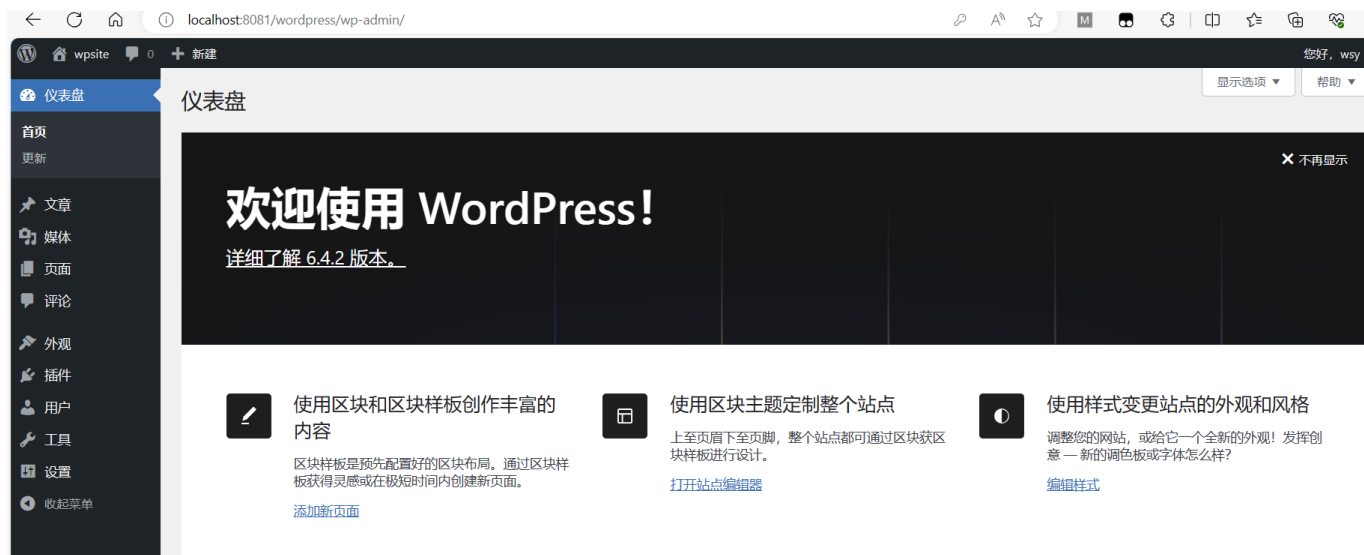 localhost:8081/wordpress/wp-admin/
wpsite 0 新建
您好，wsy
仪表盘
首页
更新
文章
媒体
页面
评论
外观
插件
用户
工具
设置
收起菜单
显示选项
帮助
仪表盘
不再显示
欢迎使用 WordPress！
详细了解 6.4.2 版本。
使用区块和区块样板创作丰富的
内容
区块样板是预先配置好的区块布局。通过区块样
板获得灵感或在极短时间内创建新页面。
添加新页面
使用区块主题定制整个站点
上至页眉下至页脚，整个站点都可通过区块获区
块样板进行设计。
打开站点编辑器
使用样式变更站点的外观和风格
调整您的网站，或给它一个全新的外观！发挥创
意 — 新的调色板或字体怎么样？
编辑样式